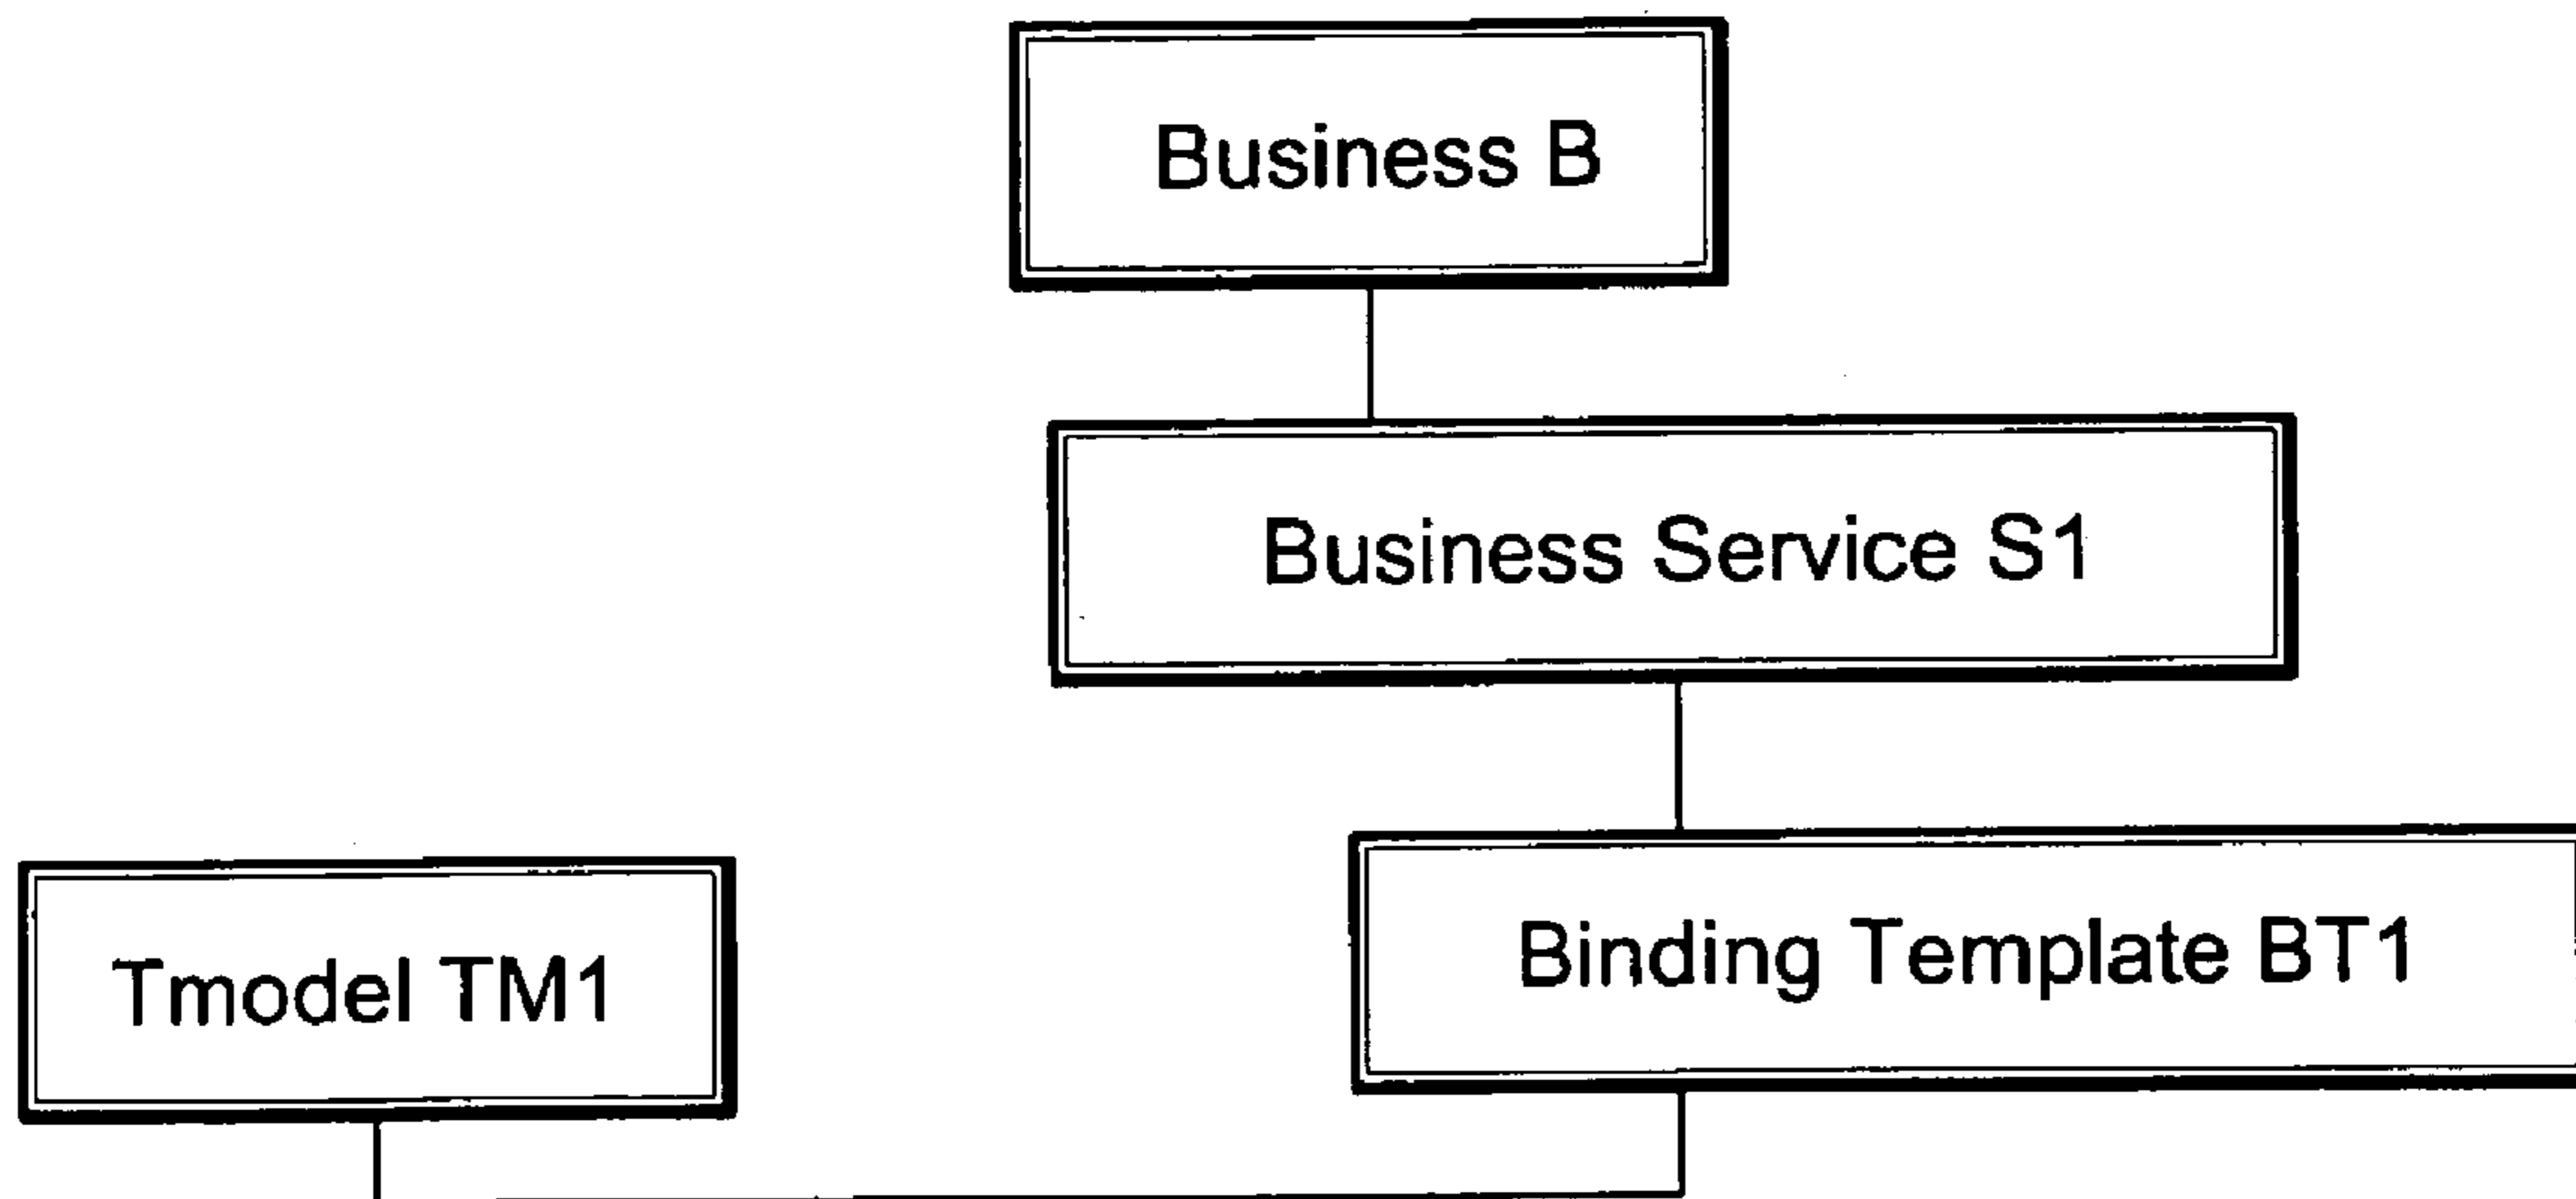 Business B
Business Service S1
Tmodel TM1
Binding Template BT1